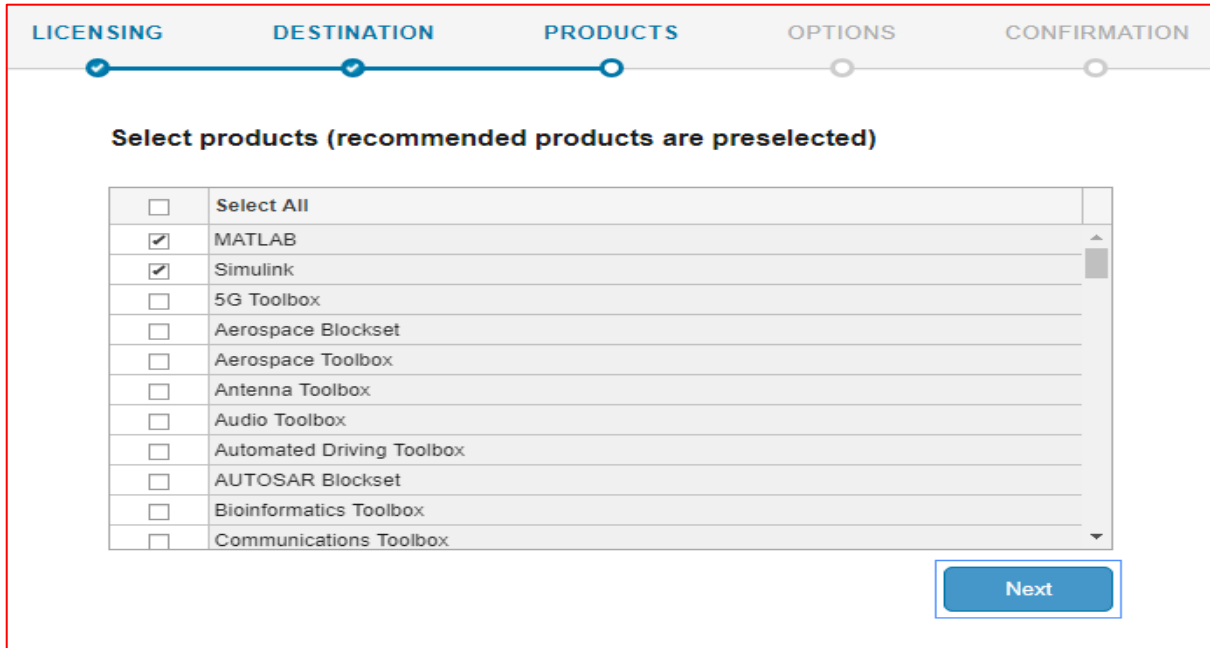 LICENSING DESTINATION PRODUCTS OPTIONS CONFIRMATION
Select products (recommended products are preselected)
Select All
MATLAB
Simulink
5G Toolbox
Aerospace Blockset
Aerospace Toolbox
Antenna Toolbox
Audio Toolbox
Automated Driving Toolbox
AUTOSAR Blockset
Bioinformatics Toolbox
Communications Toolbox
Next